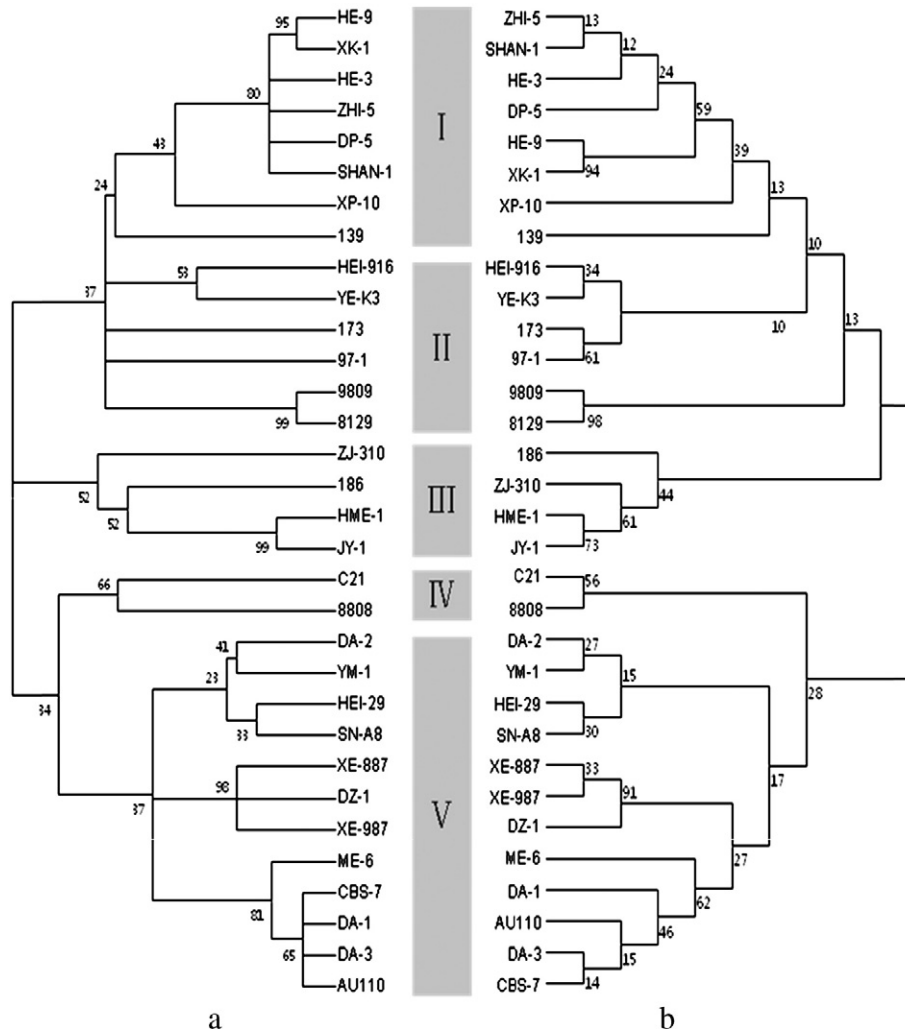 HE-9
XK-1
HE-3
ZHI-5
DP-5
SHAN-1
XP-10
139
HEI-916
YE-K3
173
97-1
9809
8129
ZJ-310
186
HME-1
JY-1
C21
8808
DA-2
YM-1
HEI-29
SN-A8
XE-887
DZ-1
XE-987
ME-6
CBS-7
DA-1
DA-3
AU110
95
80
43
24
37
53
99
52
52
99
66
34
41
23
33
37
98
81
65
a
I
II
III
IV
V
ZHI-5
SHAN-1
HE-3
DP-5
HE-9
XK-1
XP-10
139
HEI-916
YE-K3
173
97-1
9809
8129
186
ZJ-310
HME-1
JY-1
C21
8808
DA-2
YM-1
HEI-29
SN-A8
XE-887
XE-987
DZ-1
ME-6
DA-1
AU110
DA-3
CBS-7
13
12
24
59
94
39
13
10
34
10
61
13
98
44
61
73
56
28
27
15
30
17
33
91
27
62
46
15
14
b